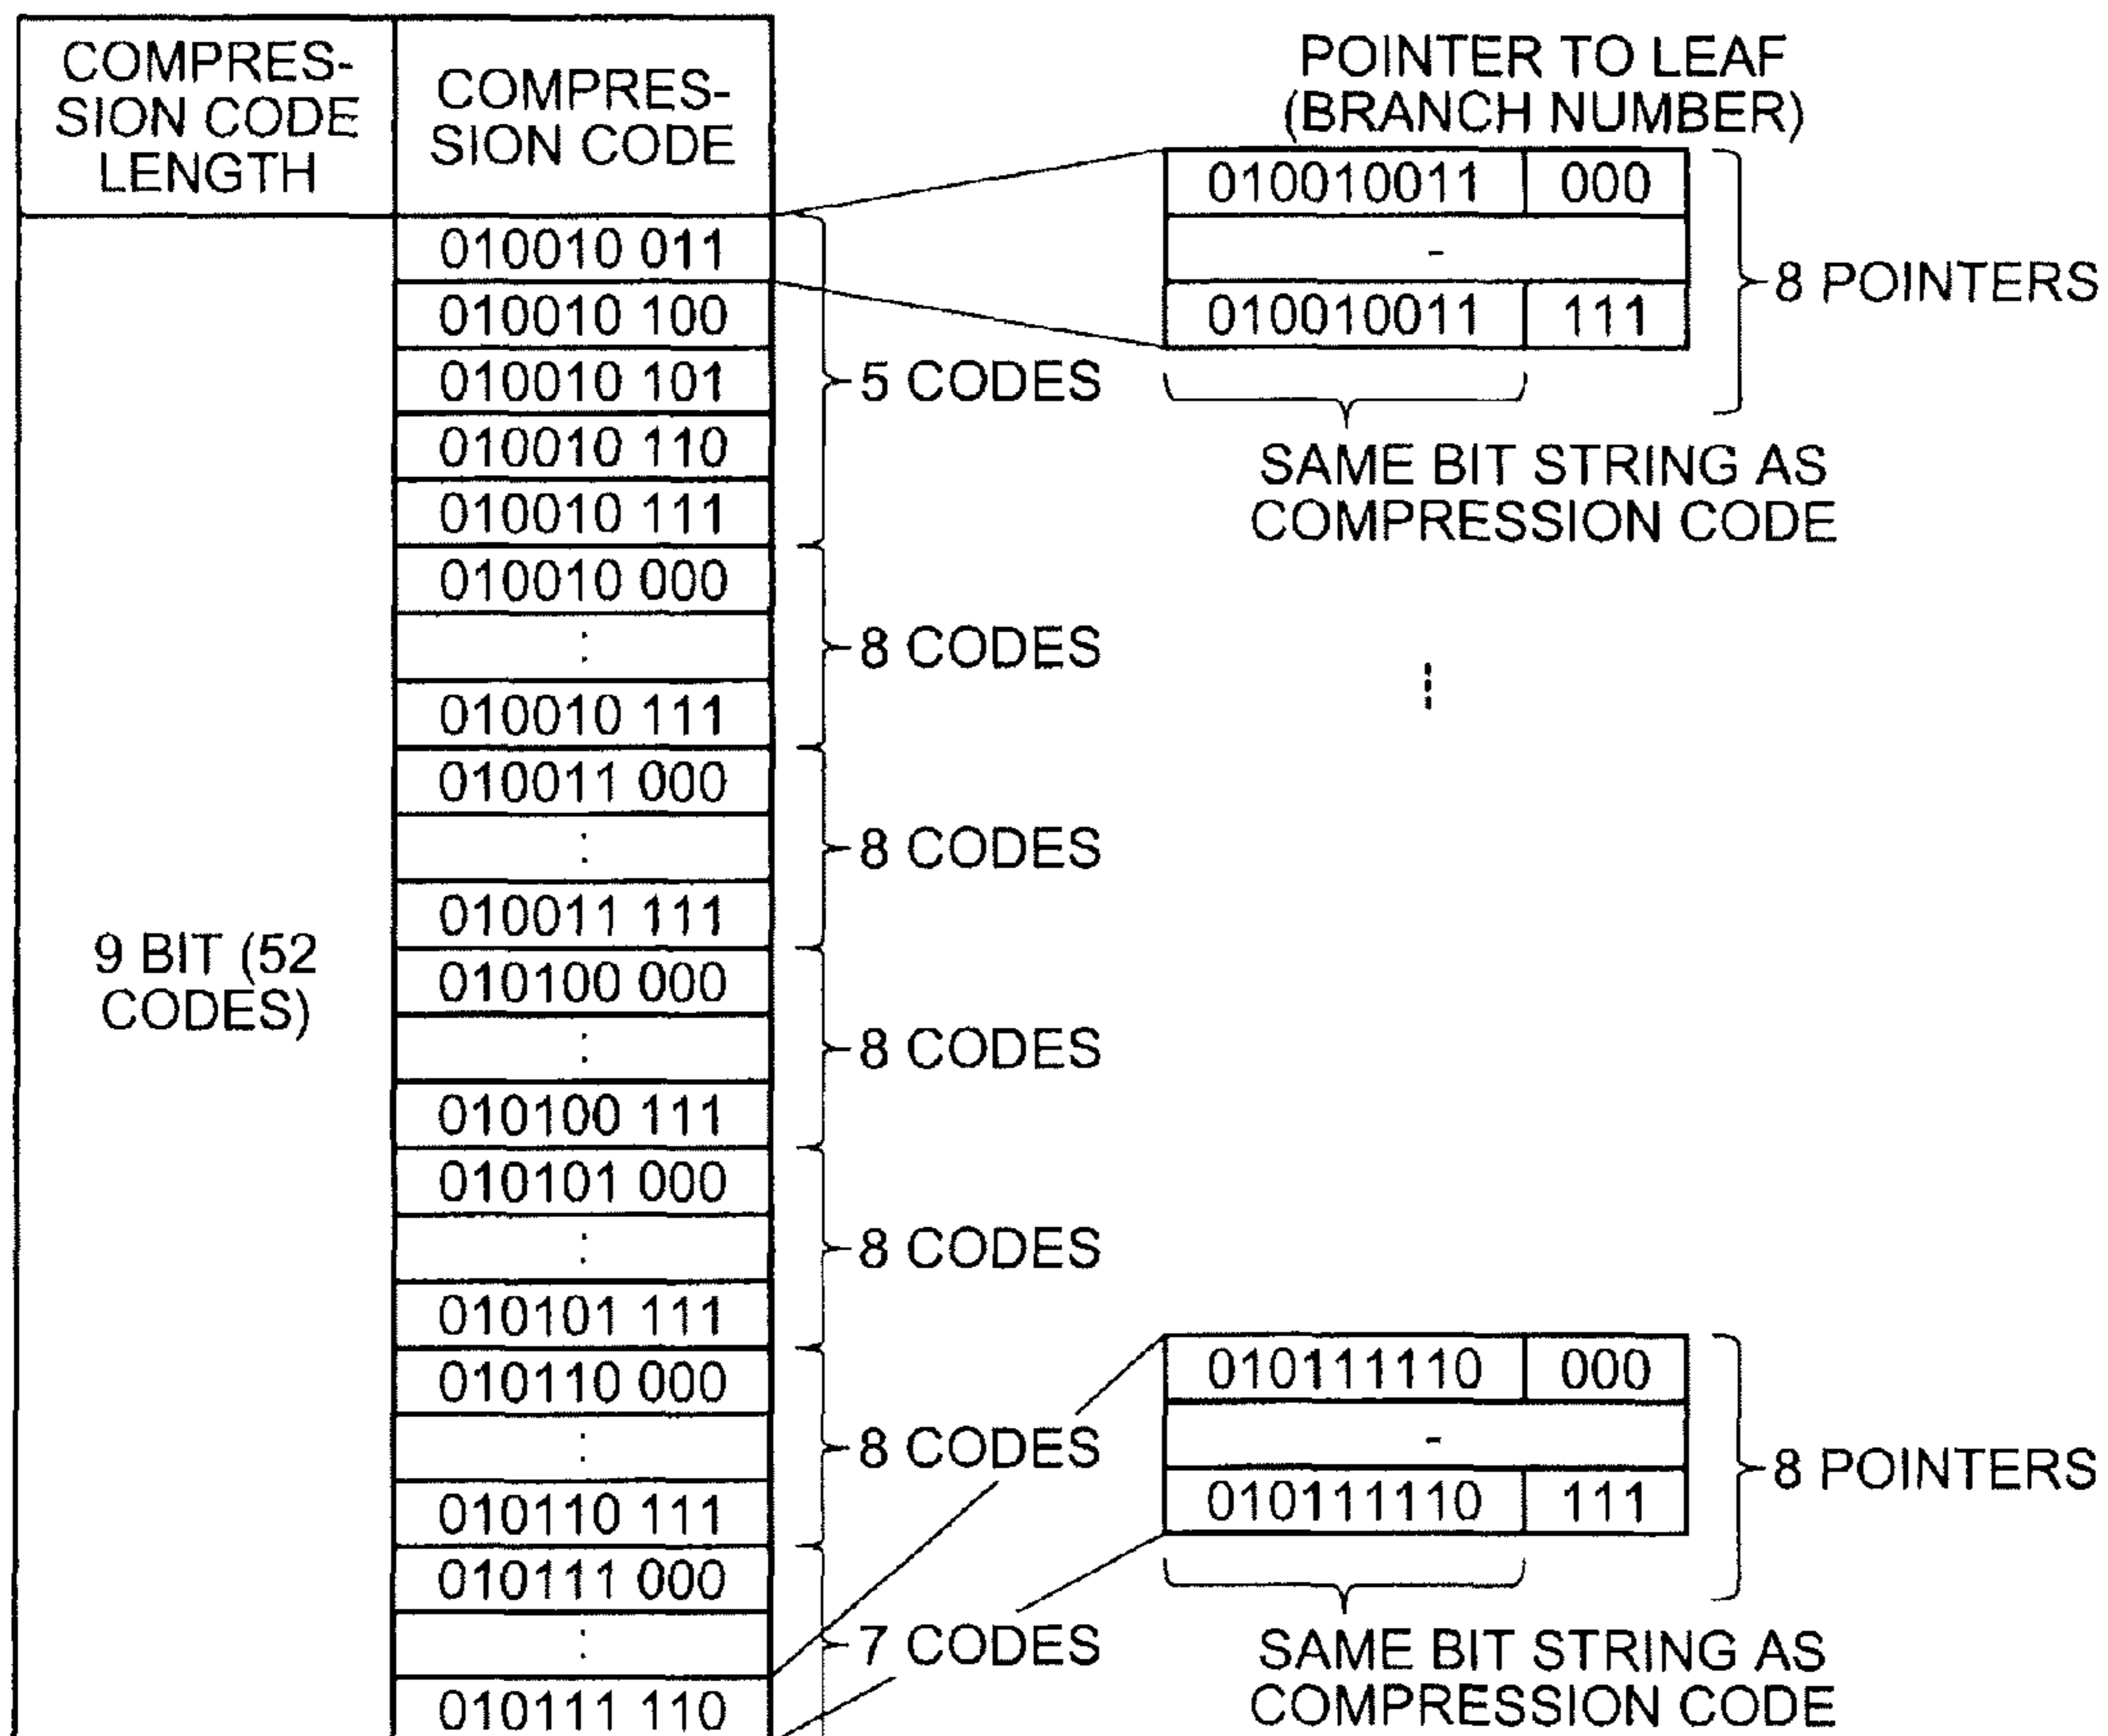 COMPRES-
SION CODE
LENGTH
COMPRES-
SION CODE
POINTER TO LEAF
(BRANCH NUMBER)
010010011 000
-
010010011 111
8 POINTERS
SAME BIT STRING AS
COMPRESSION CODE
9 BIT (52
CODES)
010010 011
010010 100
010010 101
010010 110
010010 111
5 CODES
010010 000
:
010010 111
8 CODES
010011 000
:
010011 111
8 CODES
010100 000
:
010100 111
8 CODES
010101 000
:
010101 111
8 CODES
010110 000
:
010110 111
8 CODES
010111 000
:
010111 110
7 CODES
010111110 000
-
010111110 111
8 POINTERS
SAME BIT STRING AS
COMPRESSION CODE